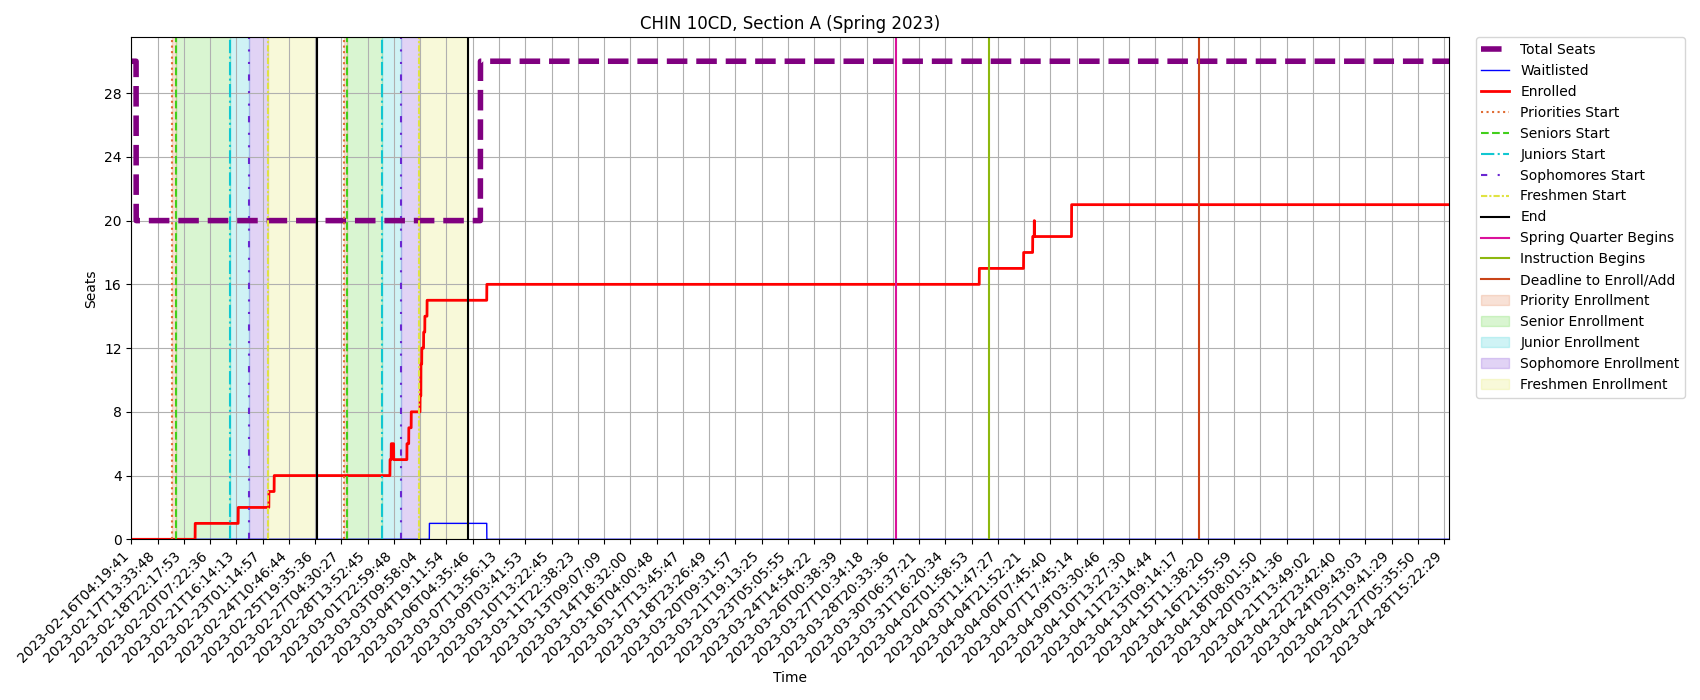 CHIN 10CD, Section A (Spring 2023)
Seats
28
24
20
16
12
8
4
0
2023-02-16T04:19:41
2023-02-17T13:33:48
2023-02-18T22:17:53
2023-02-20T07:22:36
2023-02-21T16:14:13
2023-02-23T01:14:57
2023-02-24T10:46:44
2023-02-25T19:35:36
2023-02-27T04:30:27
2023-02-28T13:52:45
2023-03-01T22:59:48
2023-03-03T09:58:04
2023-03-04T19:11:54
2023-03-06T04:35:46
2023-03-07T13:56:13
2023-03-09T03:41:53
2023-03-10T13:22:45
2023-03-11T22:38:23
2023-03-13T09:07:09
2023-03-14T18:32:00
2023-03-16T04:00:48
2023-03-17T13:45:47
2023-03-18T23:26:49
2023-03-20T09:31:57
2023-03-21T19:13:25
2023-03-23T05:05:55
2023-03-24T14:54:22
2023-03-26T00:38:39
2023-03-27T10:34:18
2023-03-28T20:33:36
2023-03-30T06:37:21
2023-03-31T16:20:34
2023-04-02T01:58:53
2023-04-03T11:47:27
2023-04-04T21:52:21
2023-04-06T07:45:40
2023-04-07T17:45:14
2023-04-09T03:30:46
2023-04-10T13:27:30
2023-04-11T23:14:44
2023-04-13T09:14:17
2023-04-15T11:38:20
2023-04-16T21:55:59
2023-04-18T08:01:50
2023-04-20T03:41:36
2023-04-21T13:49:02
2023-04-22T23:42:40
2023-04-24T09:43:03
2023-04-25T19:41:29
2023-04-27T05:35:50
2023-04-28T15:22:29
Time
Total Seats
Waitlisted
Enrolled
Priorities Start
Seniors Start
Juniors Start
Sophomores Start
Freshmen Start
End
Spring Quarter Begins
Instruction Begins
Deadline to Enroll/Add
Priority Enrollment
Senior Enrollment
Junior Enrollment
Sophomore Enrollment
Freshmen Enrollment